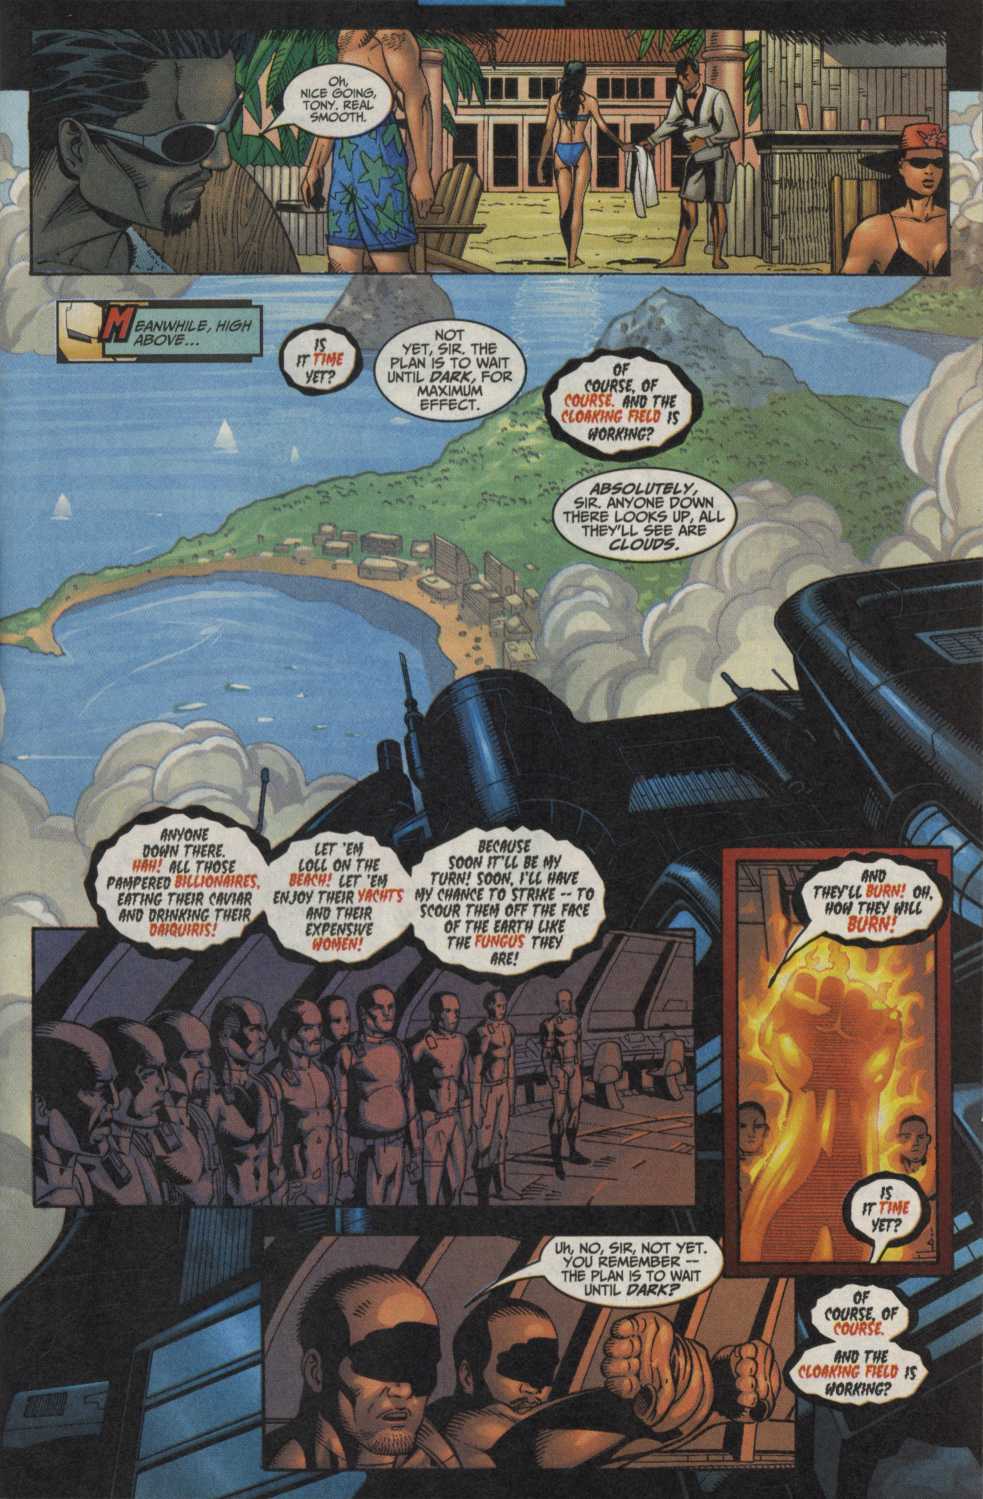 Oh,
NICE GOING,
TONY. REAL
SMOOTH.
MEANWHILE, HIGH
ABOVE...
IS
IT TIME
YET?
NOT
YET, SIR. THE
PLAN IS TO WAIT
UNTIL DARK, FOR
MAXIMUM
EFFECT.
OF
COURSE, OF
COURSE. AND THE
CLOAKING FIELD IS
WORKING?
ABSOLUTELY,
SIR. ANYONE DOWN
THERE LOOKS UP, ALL
THEY'LL SEE ARE
CLOUDS.
ANYONE
DOWN THERE.
HAH! ALL THOSE
PAMPERED BILLIONAIRES,
EATING THEIR CAVIAR
AND DRINKING THEIR
DAIQUIRIS!
LET 'EM
LOLL ON THE
BEACH! LET 'EM
ENJOY THEIR YACHTS
AND THEIR
EXPENSIVE
WOMEN!
BECAUSE
SOON IT'LL BE MY
TURN! SOON, I'LL HAVE
MY CHANCE TO STRIKE -- TO
SCOUR THEM OFF THE FACE
OF THE EARTH LIKE
THE FUNGUS THEY
ARE!
AND
THEY'LL BURN! OH,
HOW THEY WILL
BURN!
IS
IT TIME
YET?
UH, NO, SIR, NOT YET.
YOU REMEMBER --
THE PLAN IS TO WAIT
UNTIL DARK?
OF
COURSE, OF
COURSE.
AND THE
CLOAKING FIELD IS
WORKING?